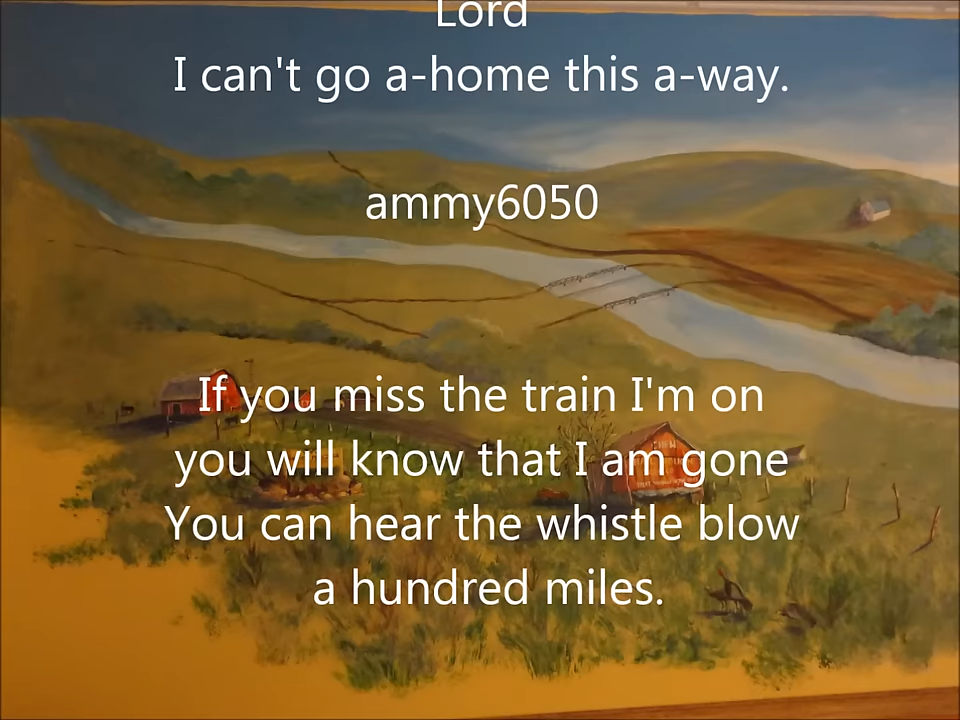 Lord
I can't go a-home this a-way.
ammy6050
If you miss the train I'm on
you will know that I am gone
You can hear the whistle blow
a hundred miles.